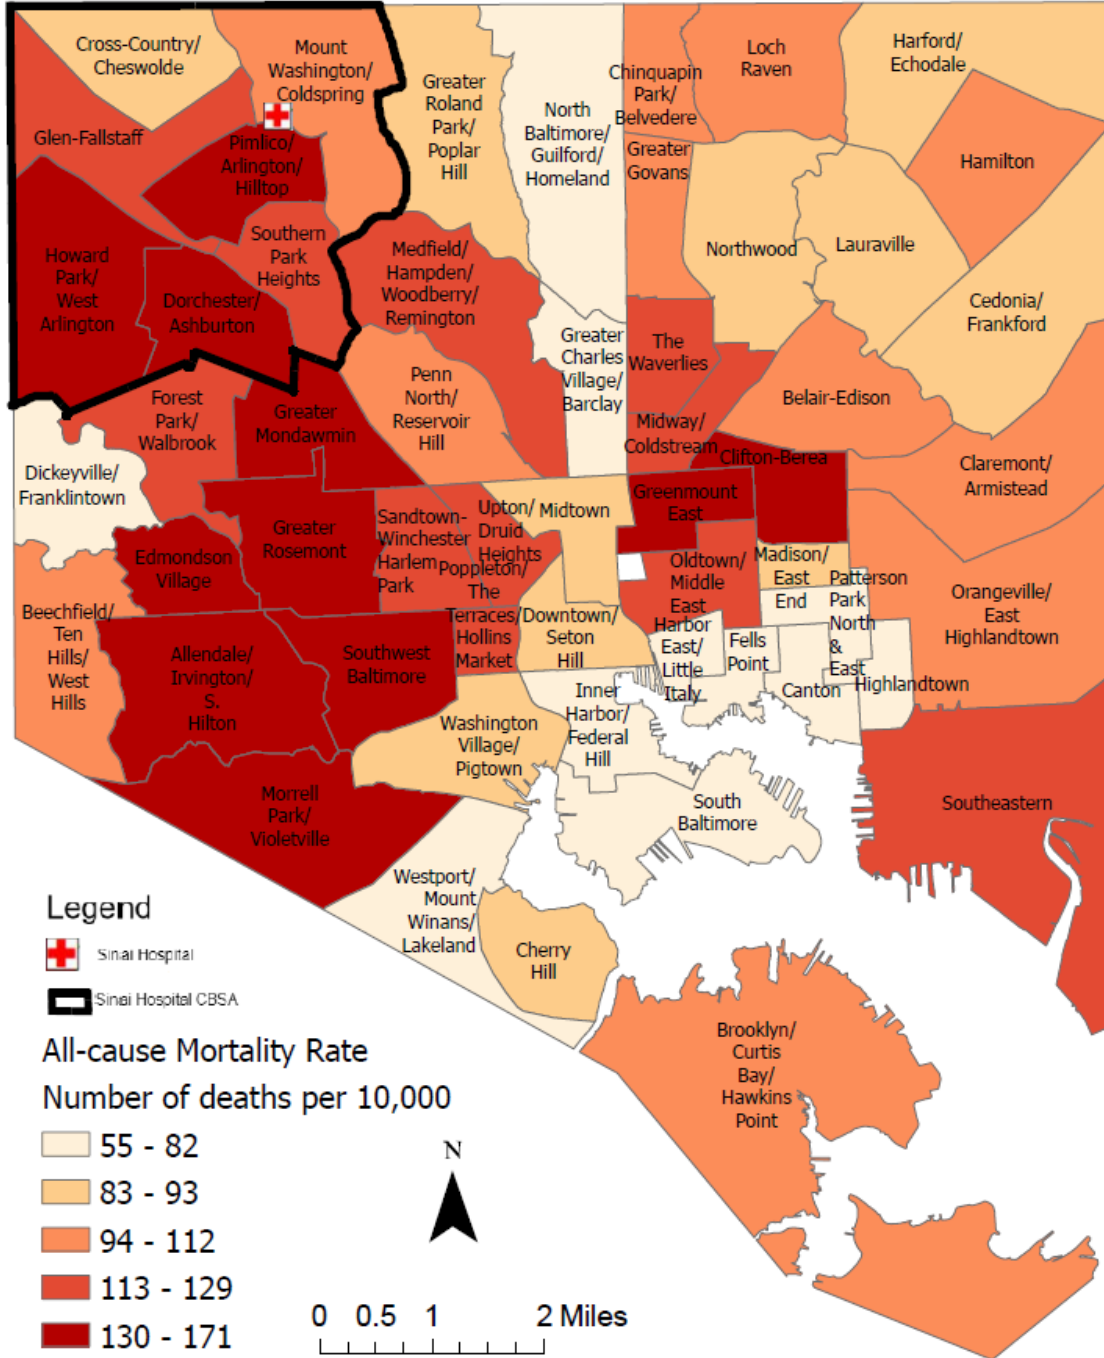 Cross-Country/
Cheswolde
Mount
Washington/
Coldspring
Greater
Roland
Park/
Poplar
Hill
North
Baltimore/
Guilford/
Homeland
Chinquapin
Park/
Belvedere
Loch
Raven
Harford/
Echodale
Glen-Fallstaff
Pimlico/
Arlington/
Hilltop
Greater
Govans
Hamilton
Howard
Park/
West
Arlington
Dorchester/
Ashburton
Southern
Park
Heights
Medfield/
Hampden/
Woodberry/
Remington
Northwood
Lauraville
Cedonia/
Frankford
Greater
Charles
Village/
Barclay
The
Waverlies
Belair-Edison
Forest
Park/
Walbrook
Greater
Mondawmin
Penn
North/
Reservoir
Hill
Midway/
Coldstream
Clifton-Berea
Claremont/
Armistead
Dickeyville/
Franklintown
Greater
Rosemont
Sandtown-
Winchester
Harlem
Park
Upton/
Druid
Heights
Midtown
Greenmount
East
Edmondson
Village
Poppleton/
The
Terraces/
Hollins
Market
Oldtown/
Middle
East
Madison/
East
End
Patterson
Park
North
&
East
Orangeville/
East
Highlandtown
Beechfield/
Ten
Hills/
West
Hills
Allendale/
Irvington/
S.
Hilton
Southwest
Baltimore
Downtown/
Seton
Hill
Harbor
East/
Little
Italy
Fells
Point
Canton
Highlandtown
Washington
Village/
Pigtown
Inner
Harbor/
Federal
Hill
Morrell
Park/
Violetville
South
Baltimore
Southeastern
Westport/
Mount
Winans/
Lakeland
Cherry
Hill
Brooklyn/
Curtis
Bay/
Hawkins
Point
Legend
Sinai Hospital
Sinai Hospital CBSA
All-cause Mortality Rate
Number of deaths per 10,000
55 - 82
83 - 93
94 - 112
113 - 129
130 - 171
N
0 0.5 1 2 Miles